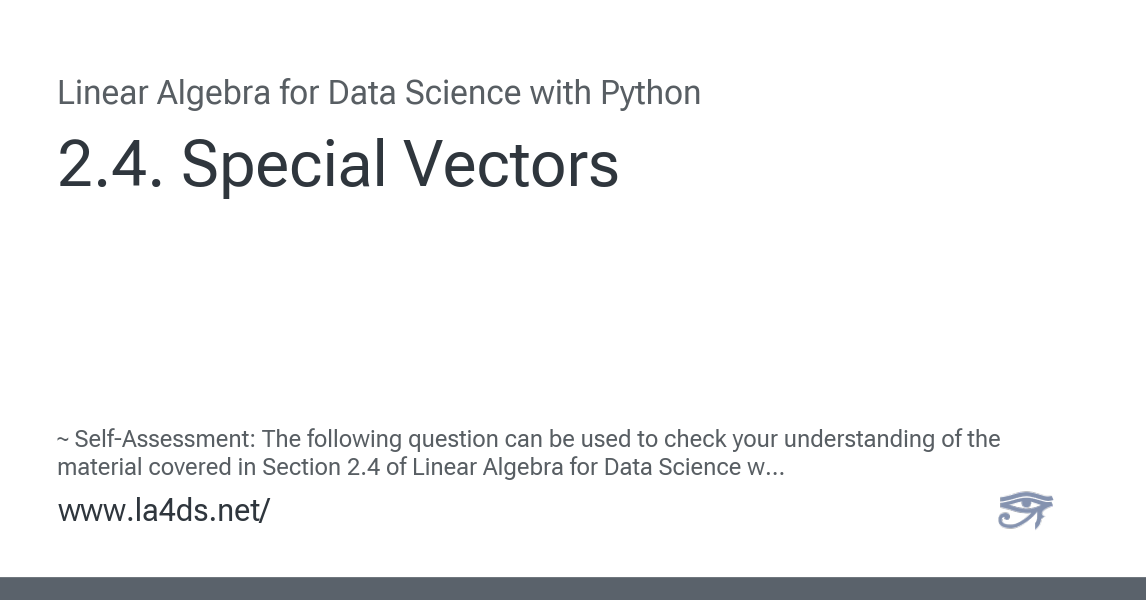 Linear Algebra for Data Science with Python
2.4. Special Vectors
~ Self-Assessment: The following question can be used to check your understanding of the
material covered in Section 2.4 of Linear Algebra for Data Science w...
www.la4ds.net/